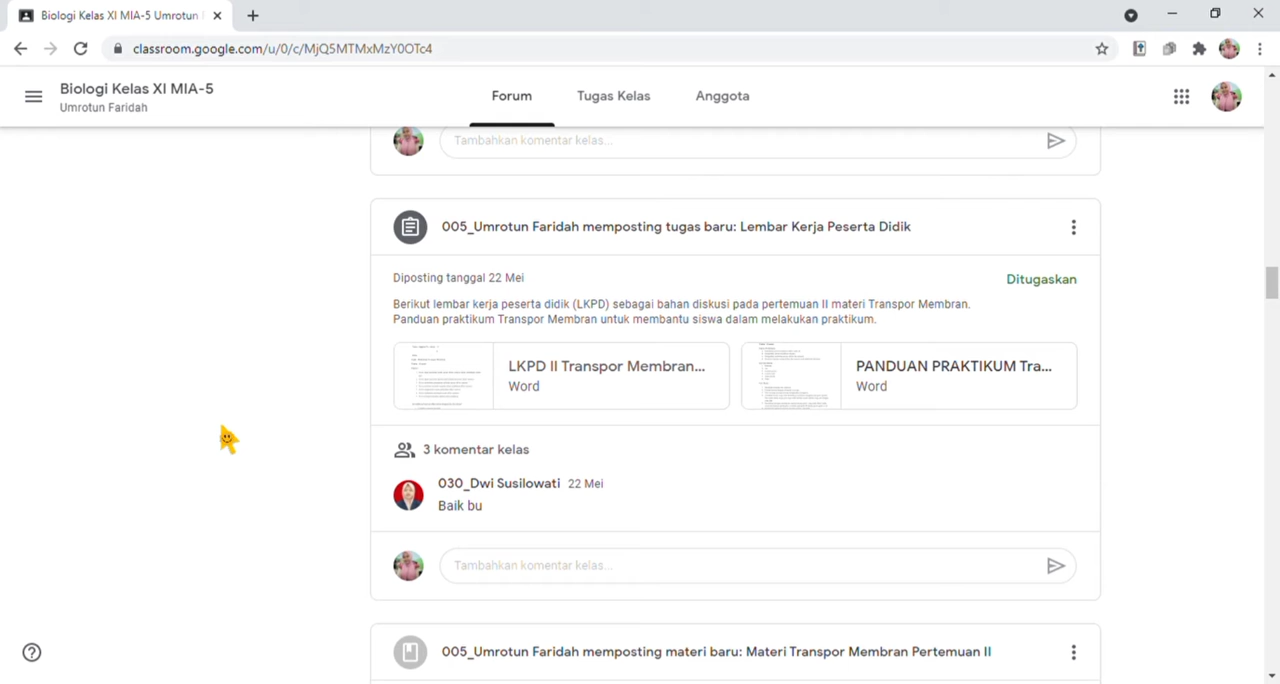 Biologi Kelas XI MIA-5 Umrotun
classroom.google.com/u/0/c/MjQ5MTMxMzY0OTc4
Biologi Kelas XI MIA-5
Umrotun Faridah
Forum
Tugas Kelas
Anggota
Tambahkan komentar kelas...
005_Umrotun Faridah memposting tugas baru: Lembar Kerja Peserta Didik
Diposting tanggal 22 Mei
Ditugaskan
Berikut lembar kerja peserta didik (LKPD) sebagai bahan diskusi pada pertemuan II materi Transpor Membran.
Panduan praktikum Transpor Membran untuk membantu siswa dalam melakukan praktikum.
LKPD II Transpor Membran...
Word
PANDUAN PRAKTIKUM Tra...
Word
3 komentar kelas
030_Dwi Susilowati 22 Mei
Baik bu
Tambahkan komentar kelas...
005_Umrotun Faridah memposting materi baru: Materi Transpor Membran Pertemuan II